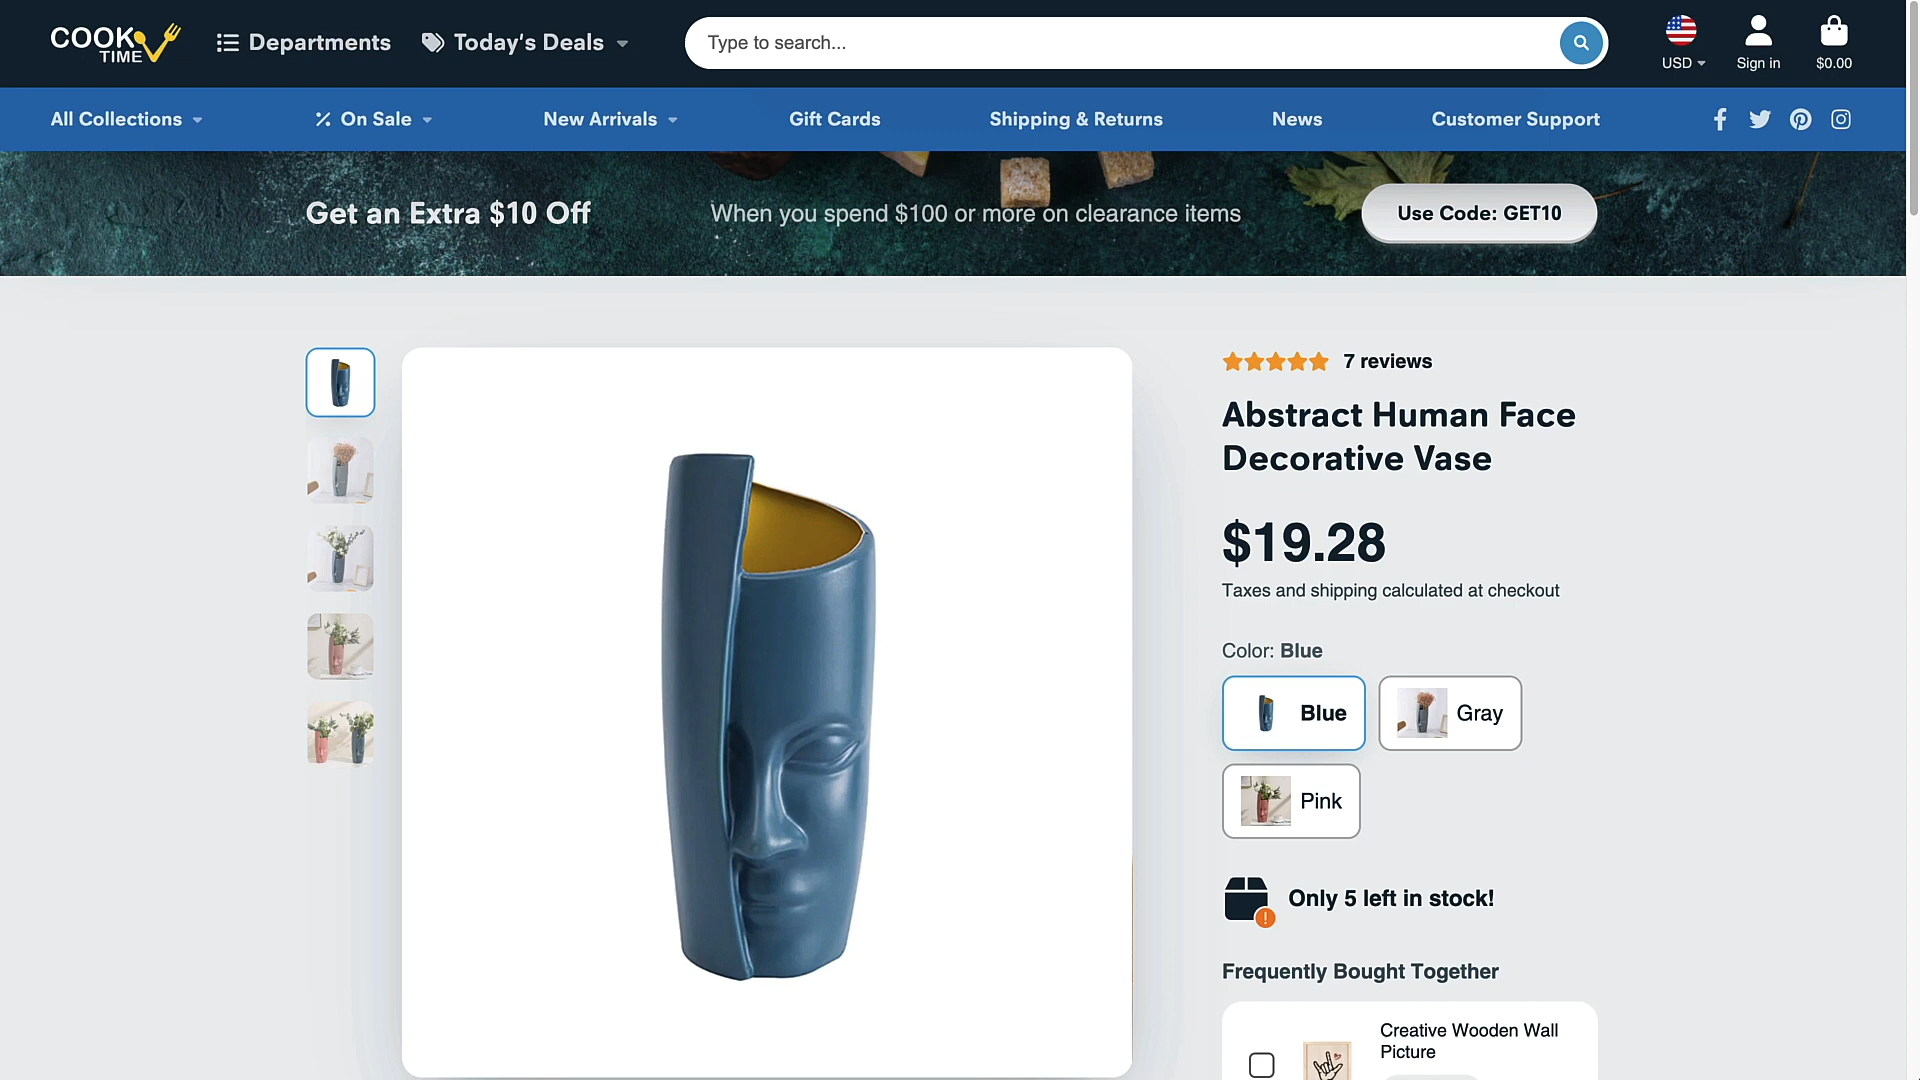 COOK
TIME
Departments
Today's Deals
Type to search...
USD
Sign in
$0.00
All Collections
On Sale
New Arrivals
Gift Cards
Shipping & Returns
News
Customer Support
Get an Extra $10 Off
When you spend $100 or more on clearance items
Use Code: GET10
7 reviews
Abstract Human Face
Decorative Vase
$19.28
Taxes and shipping calculated at checkout
Color: Blue
Blue
Gray
Pink
Only 5 left in stock!
Frequently Bought Together
Creative Wooden Wall
Picture